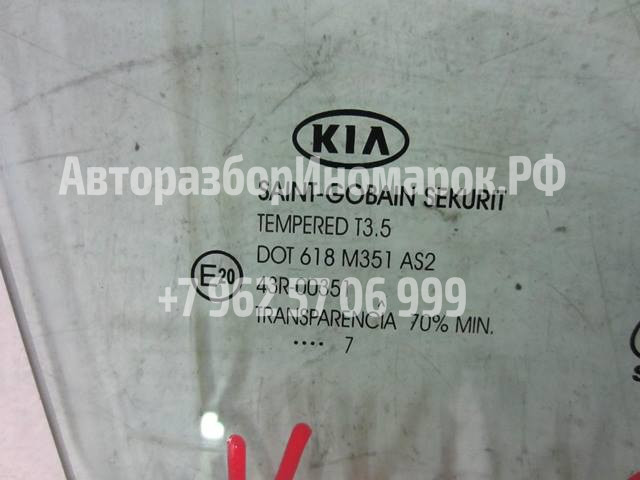 KIA
АвторазборИномарок.РФ
SAINT-GOBAIN SEKURIT
TEMPERED T3.5
DOT 618 M351 AS2
E20
43R-00351
+7 962 37 06 999
TRANSPARENCIA 70% MIN.
.... 7